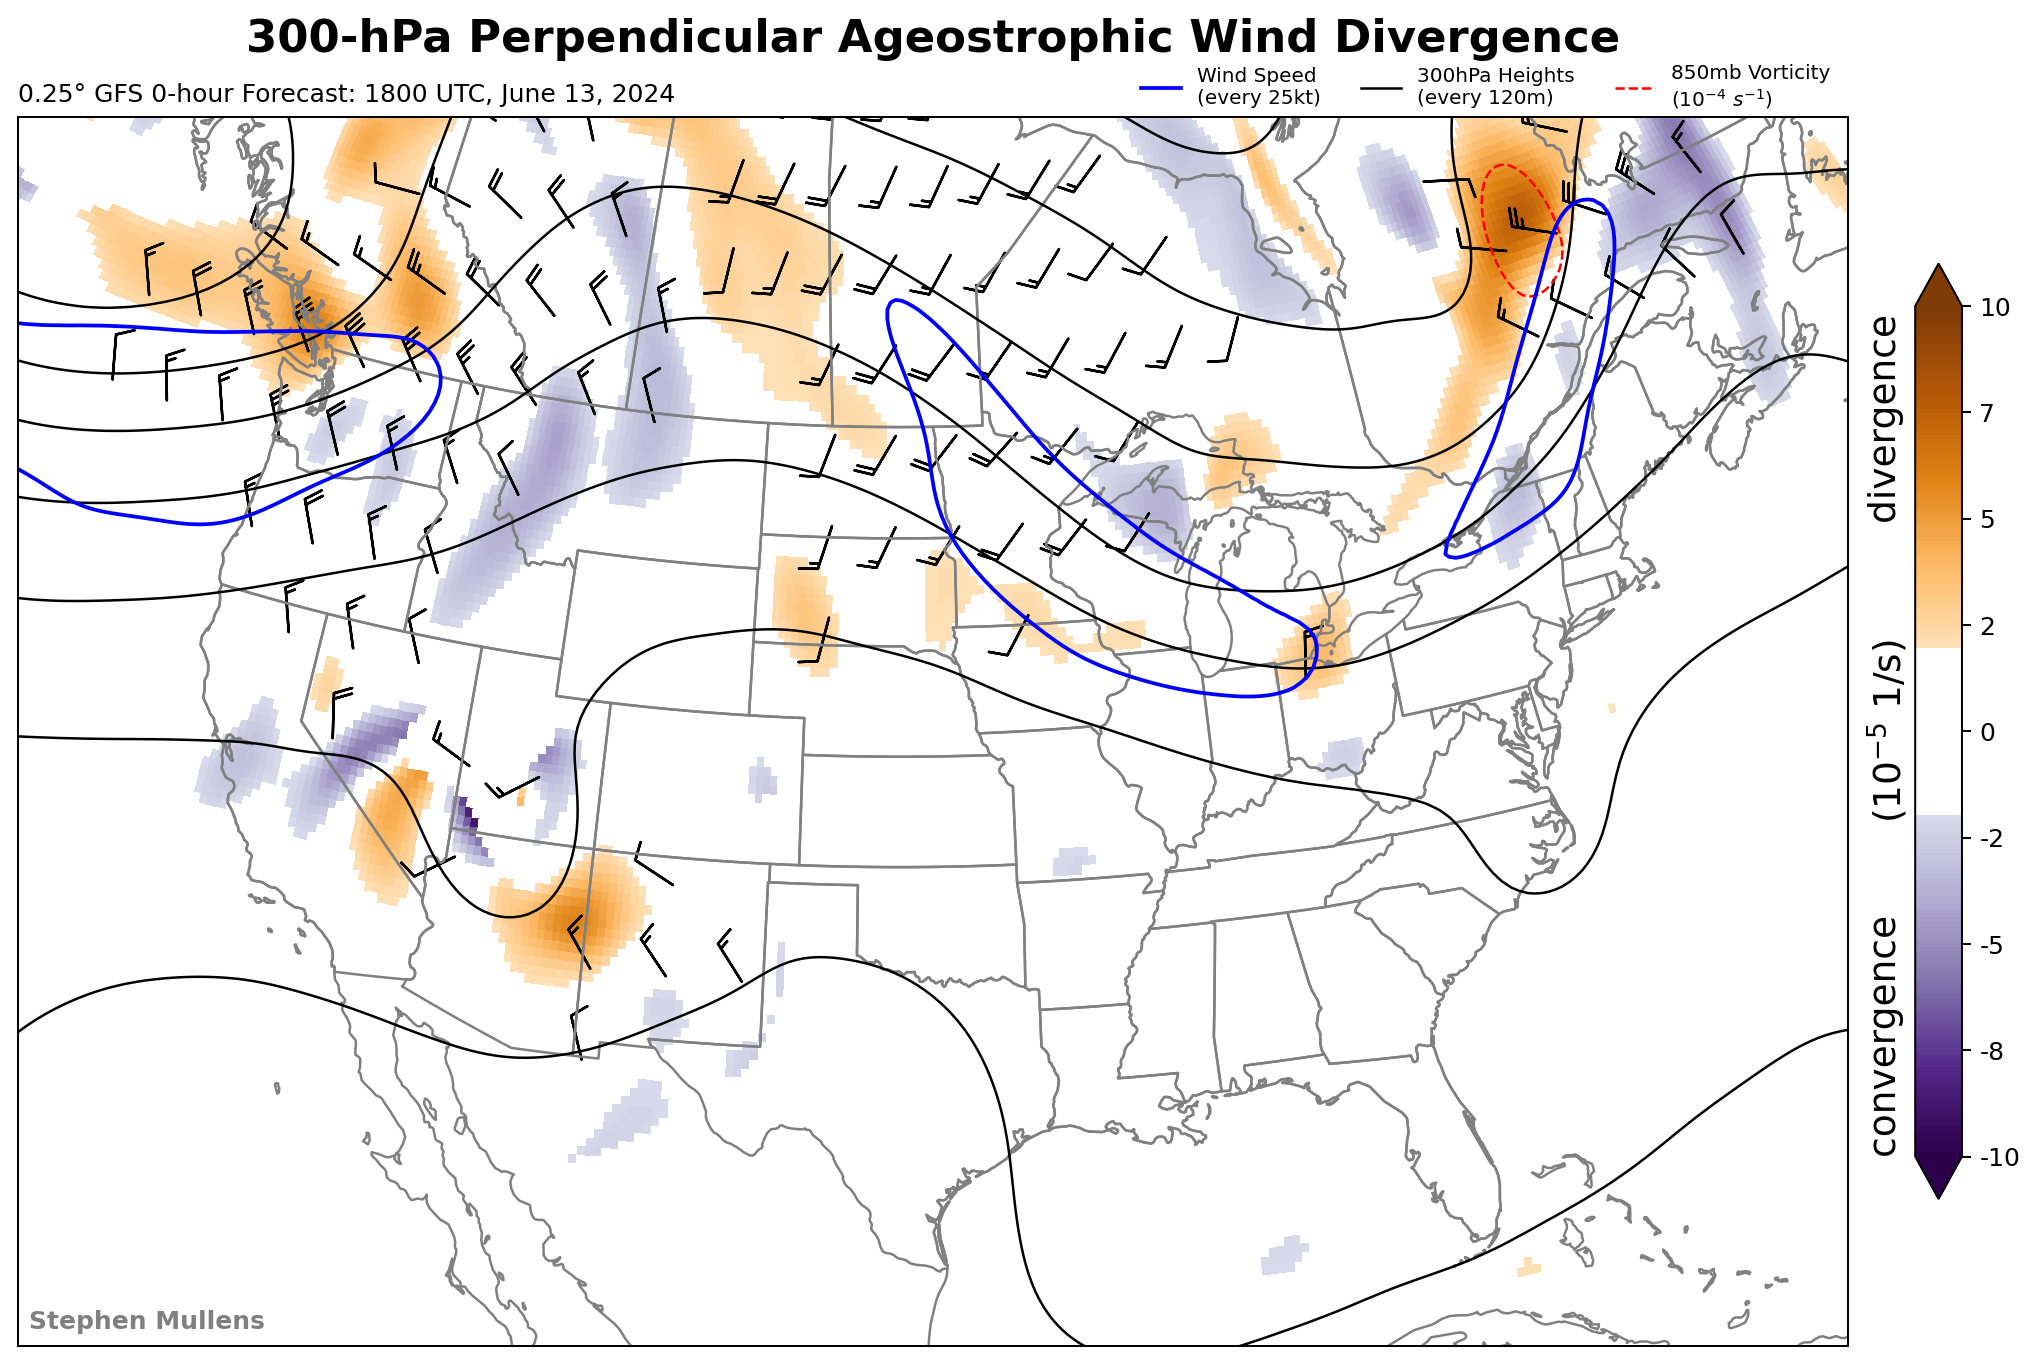 300-hPa Perpendicular Ageostrophic Wind Divergence
0.25° GFS 0-hour Forecast: 1800 UTC, June 13, 2024
Wind Speed
(every 25kt)
300hPa Heights
(every 120m)
850mb Vorticity
(10⁻⁴ s⁻¹)
10
7
5
2
0
-2
-5
-8
-10
convergence (10⁻⁵ 1/s) divergence
Stephen Mullens